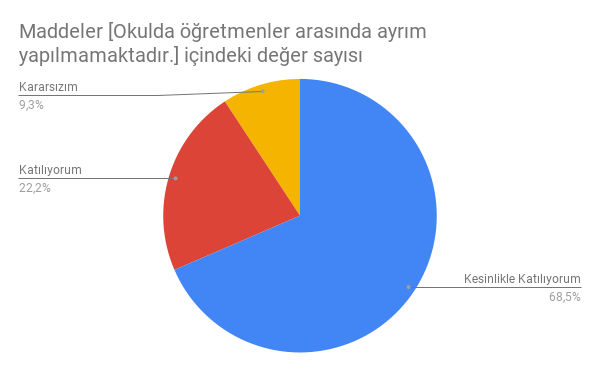 Maddeler [Okulda öğretmenler arasında ayrım
yapılmamaktadır.] içindeki değer sayısı
Kararsızım
9,3%
Katılıyorum
22,2%
Kesinlikle Katılıyorum
68,5%